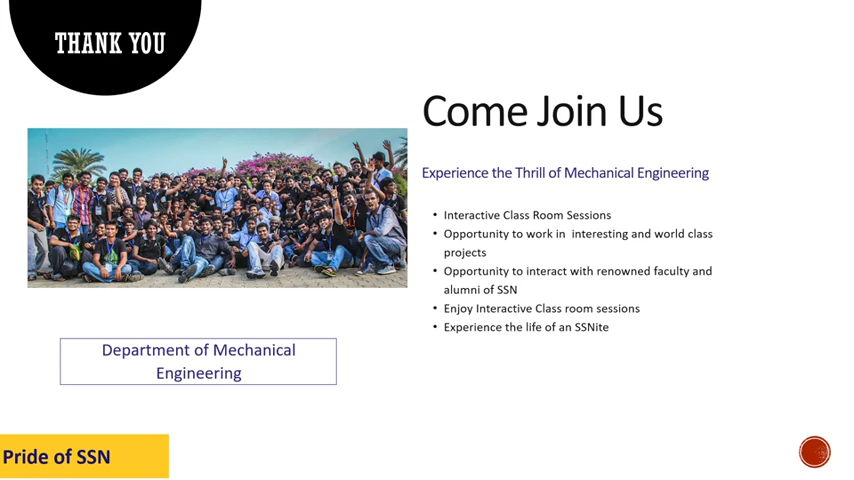 THANK YOU
Come Join Us
Experience the Thrill of Mechanical Engineering
• Interactive Class Room Sessions
• Opportunity to work in  interesting and world class
projects
• Opportunity to interact with renowned faculty and
alumni of SSN
• Enjoy Interactive Class room sessions
• Experience the life of an SSNite
Department of Mechanical
Engineering
Pride of SSN